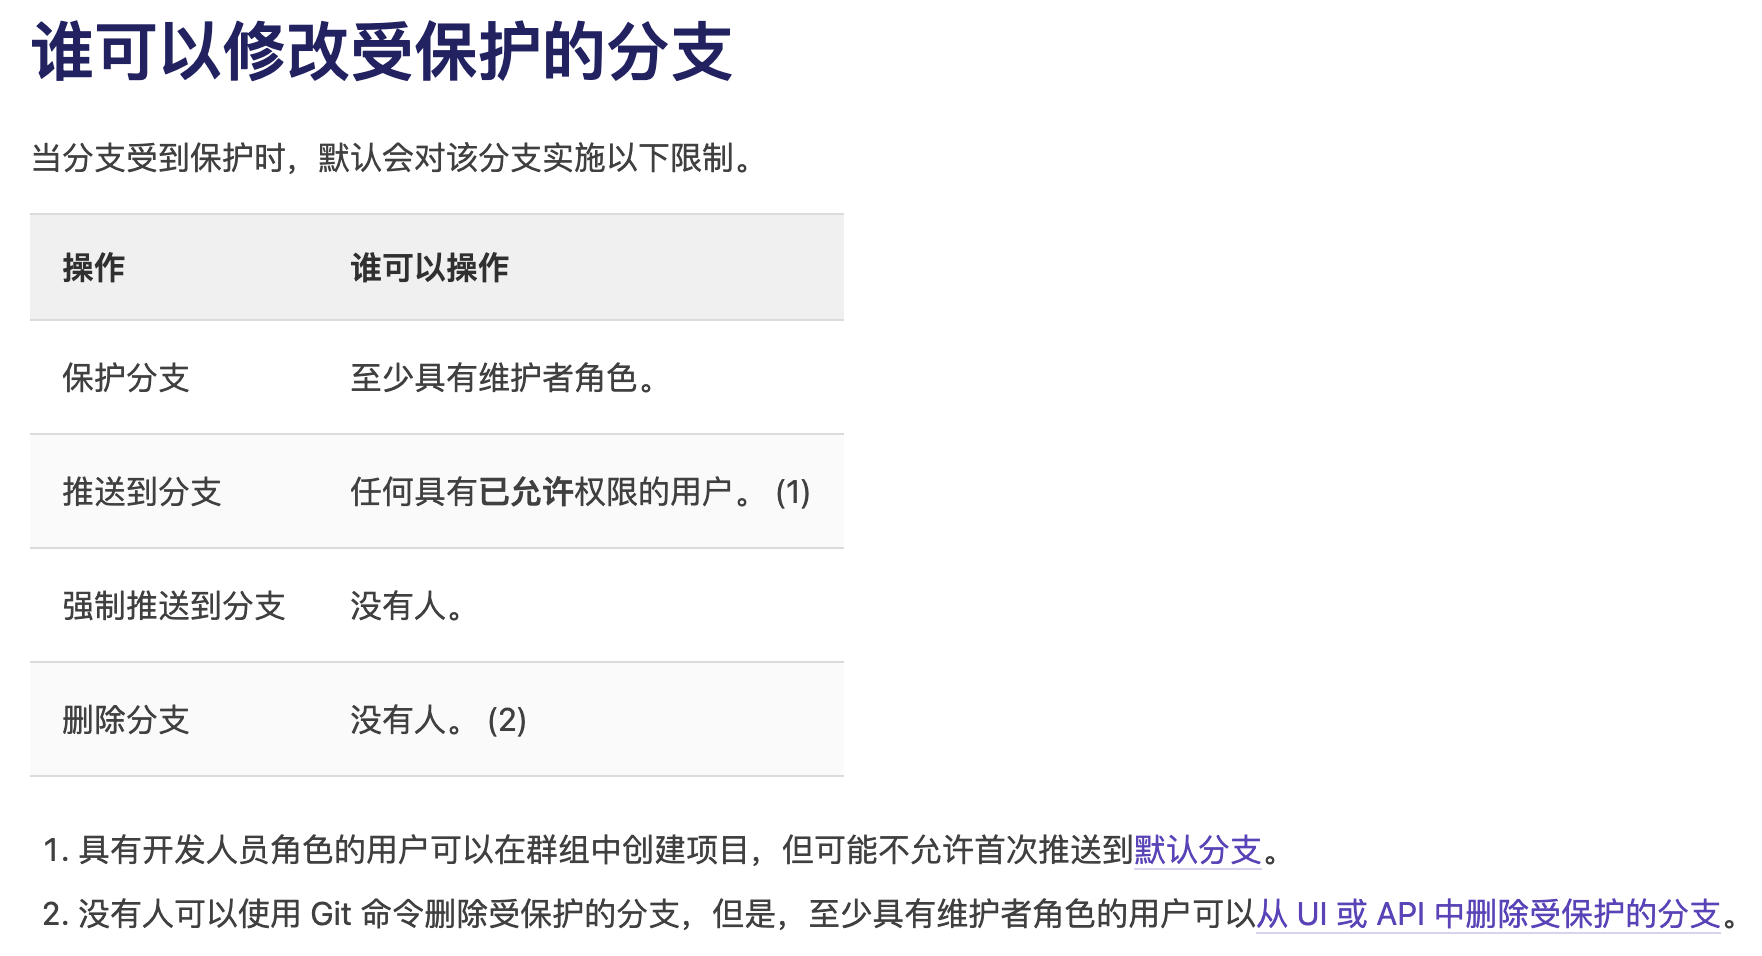 谁可以修改受保护的分支
当分支受到保护时，默认会对该分支实施以下限制。
操作 谁可以操作
保护分支 至少具有维护者角色。
推送到分支 任何具有已允许权限的用户。 (1)
强制推送到分支 没有人。
删除分支 没有人。 (2)
1. 具有开发人员角色的用户可以在群组中创建项目，但可能不允许首次推送到默认分支。
2. 没有人可以使用 Git 命令删除受保护的分支，但是，至少具有维护者角色的用户可以从 UI 或 API 中删除受保护的分支。